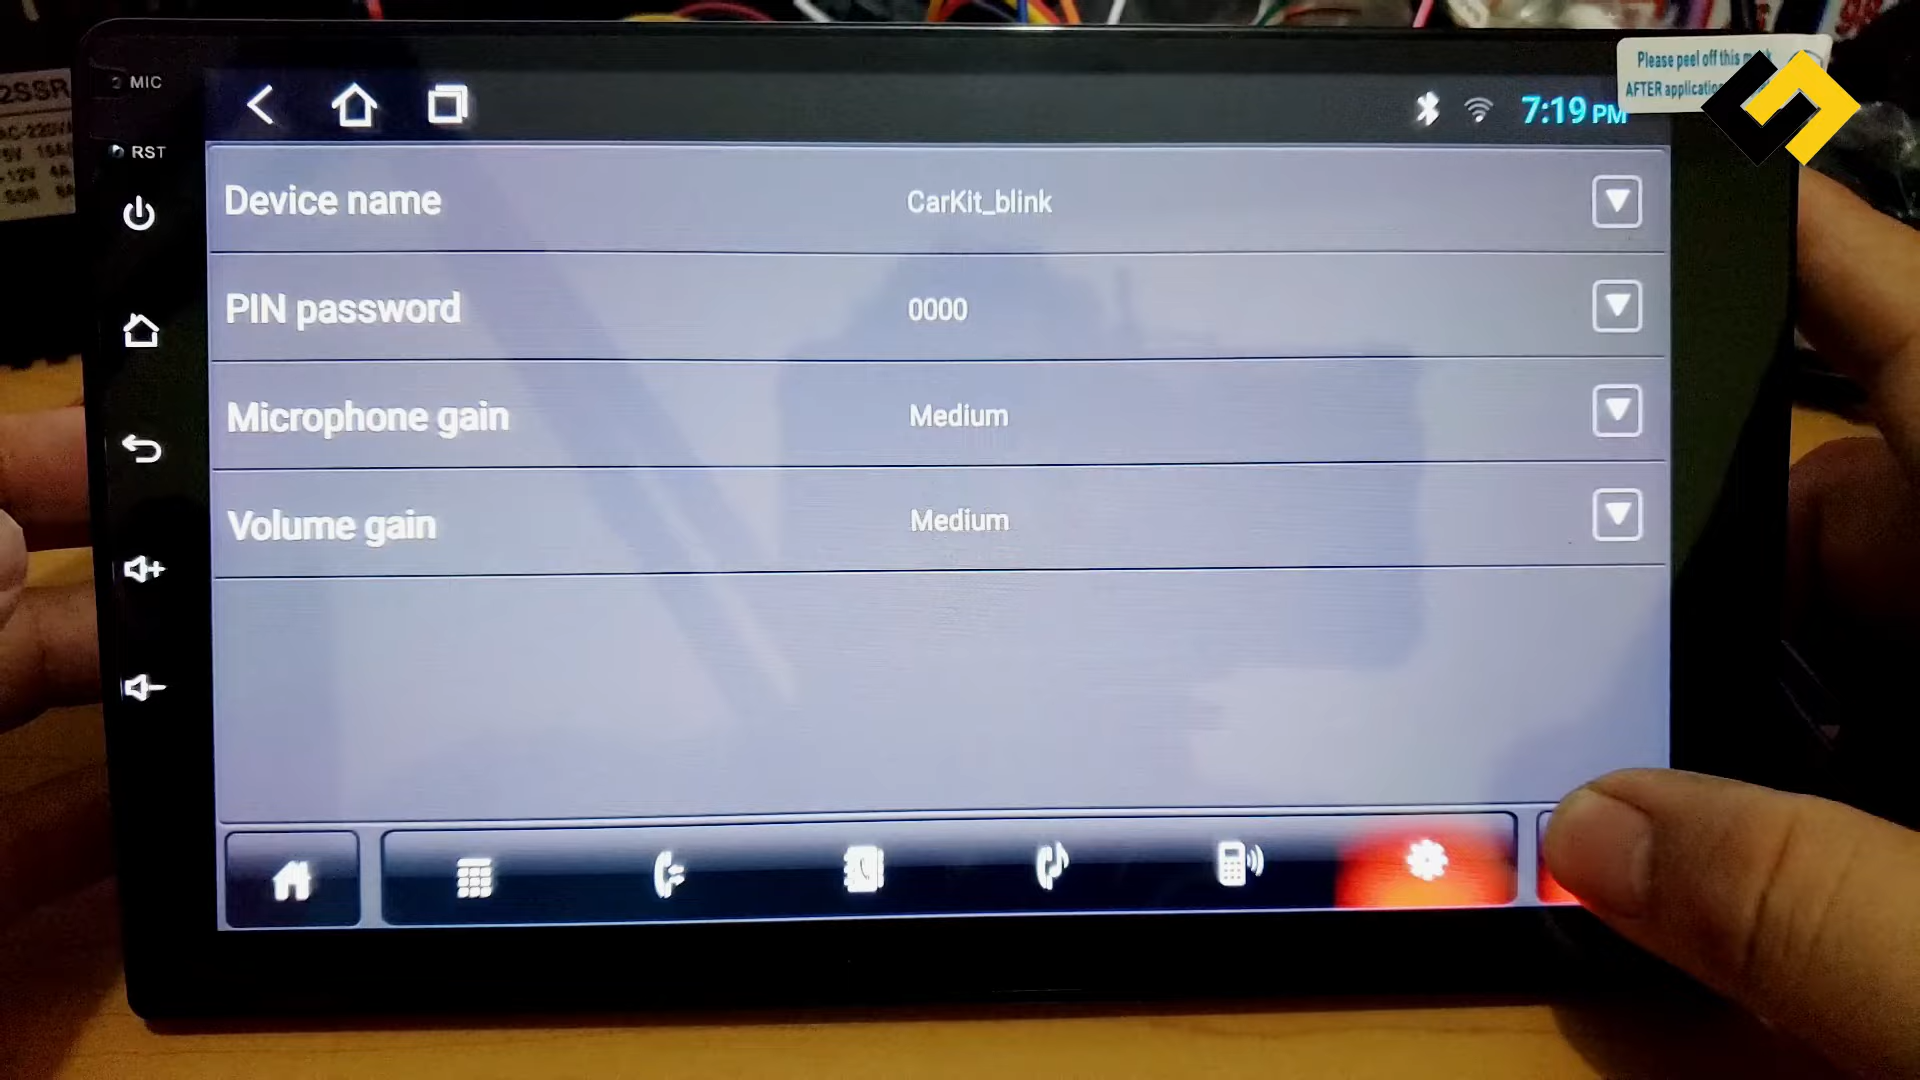 MIC
RST
2SSR
7:19 PM
Please peel off this
AFTER
Device name
CarKit_blink
PIN password
0000
Microphone gain
Medium
Volume gain
Medium